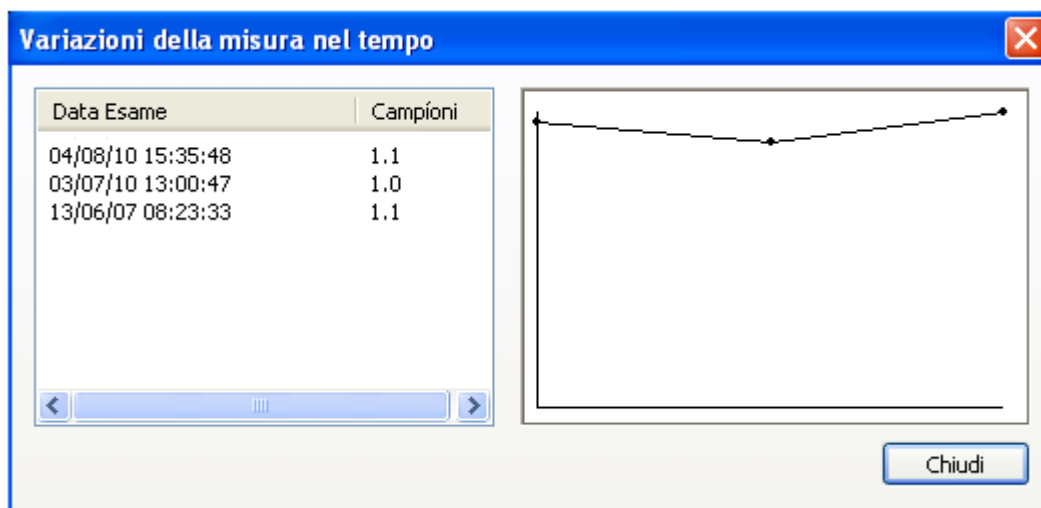 Variazioni della misura nel tempo
Data Esame Campíoni
04/08/10 15:35:48 1.1
03/07/10 13:00:47 1.0
13/06/07 08:23:33 1.1
Chiudi